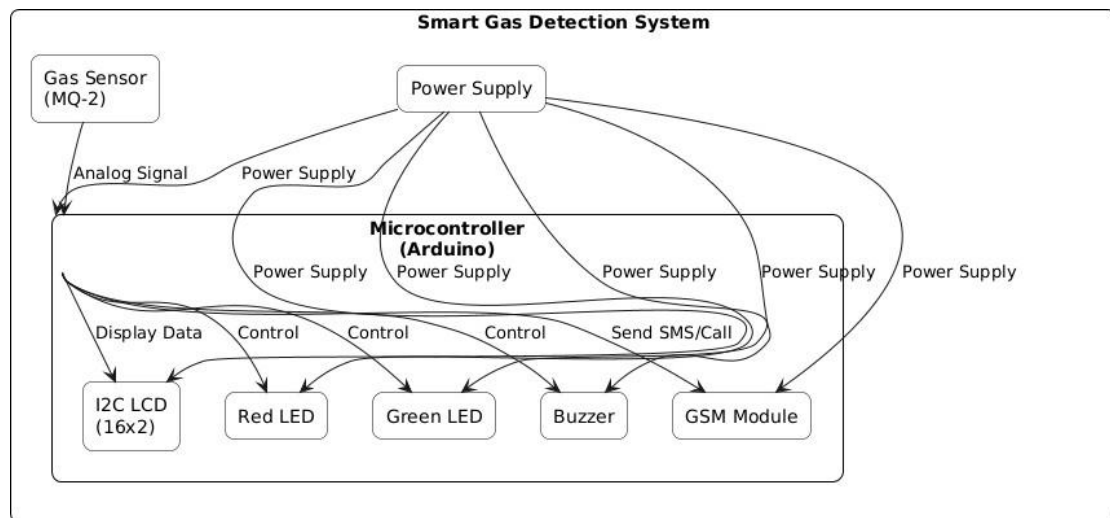 Smart Gas Detection System
Gas Sensor
(MQ-2)
Power Supply
Analog Signal
Power Supply
Microcontroller
(Arduino)
Power Supply
Power Supply
Power Supply
Power Supply
Power Supply
Display Data
Control
Control
Control
Send SMS/Call
I2C LCD
(16x2)
Red LED
Green LED
Buzzer
GSM Module